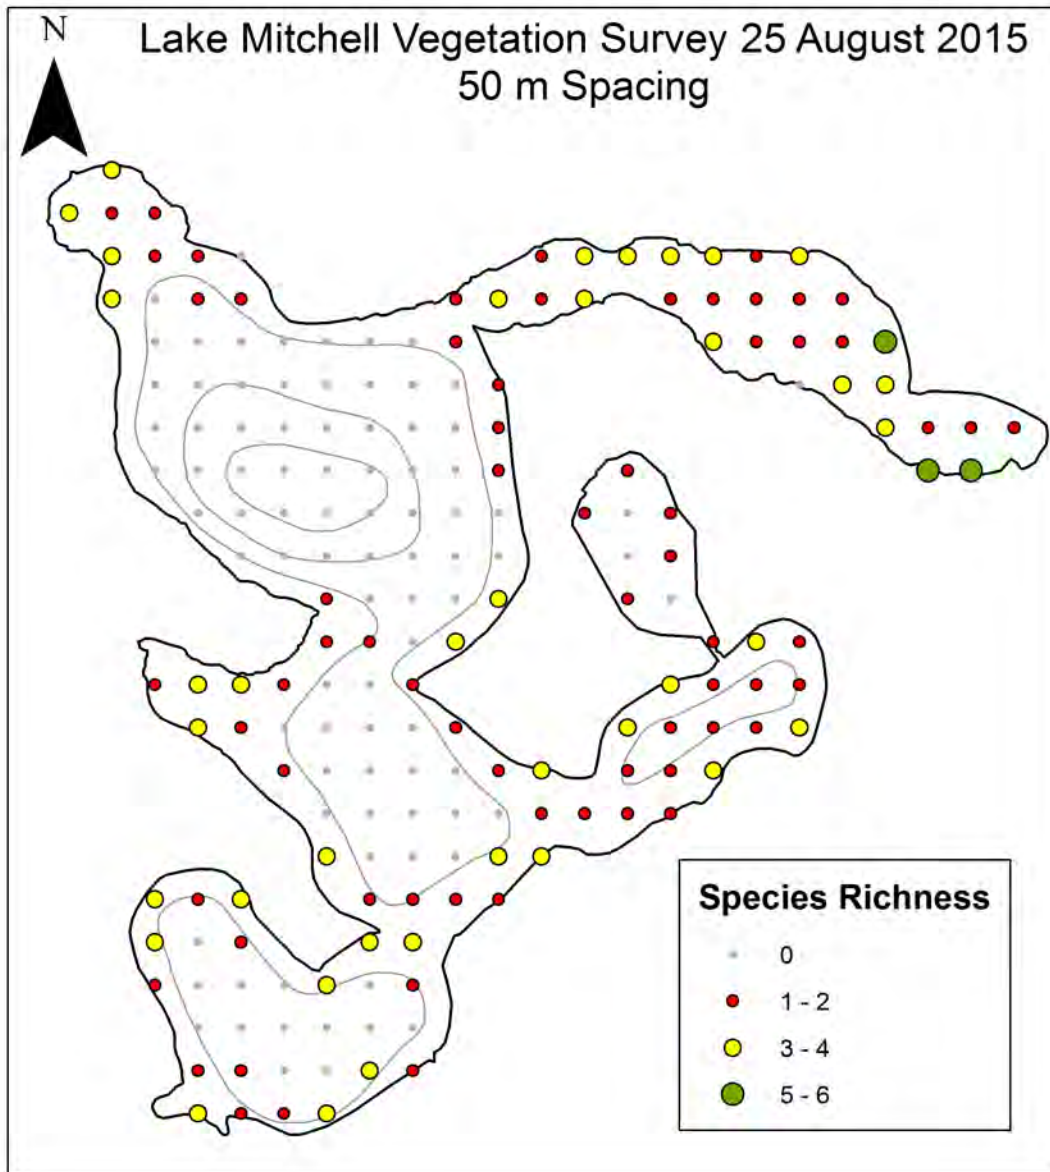 N
Lake Mitchell Vegetation Survey 25 August 2015
50 m Spacing
Species Richness
0
1 - 2
3 - 4
5 - 6